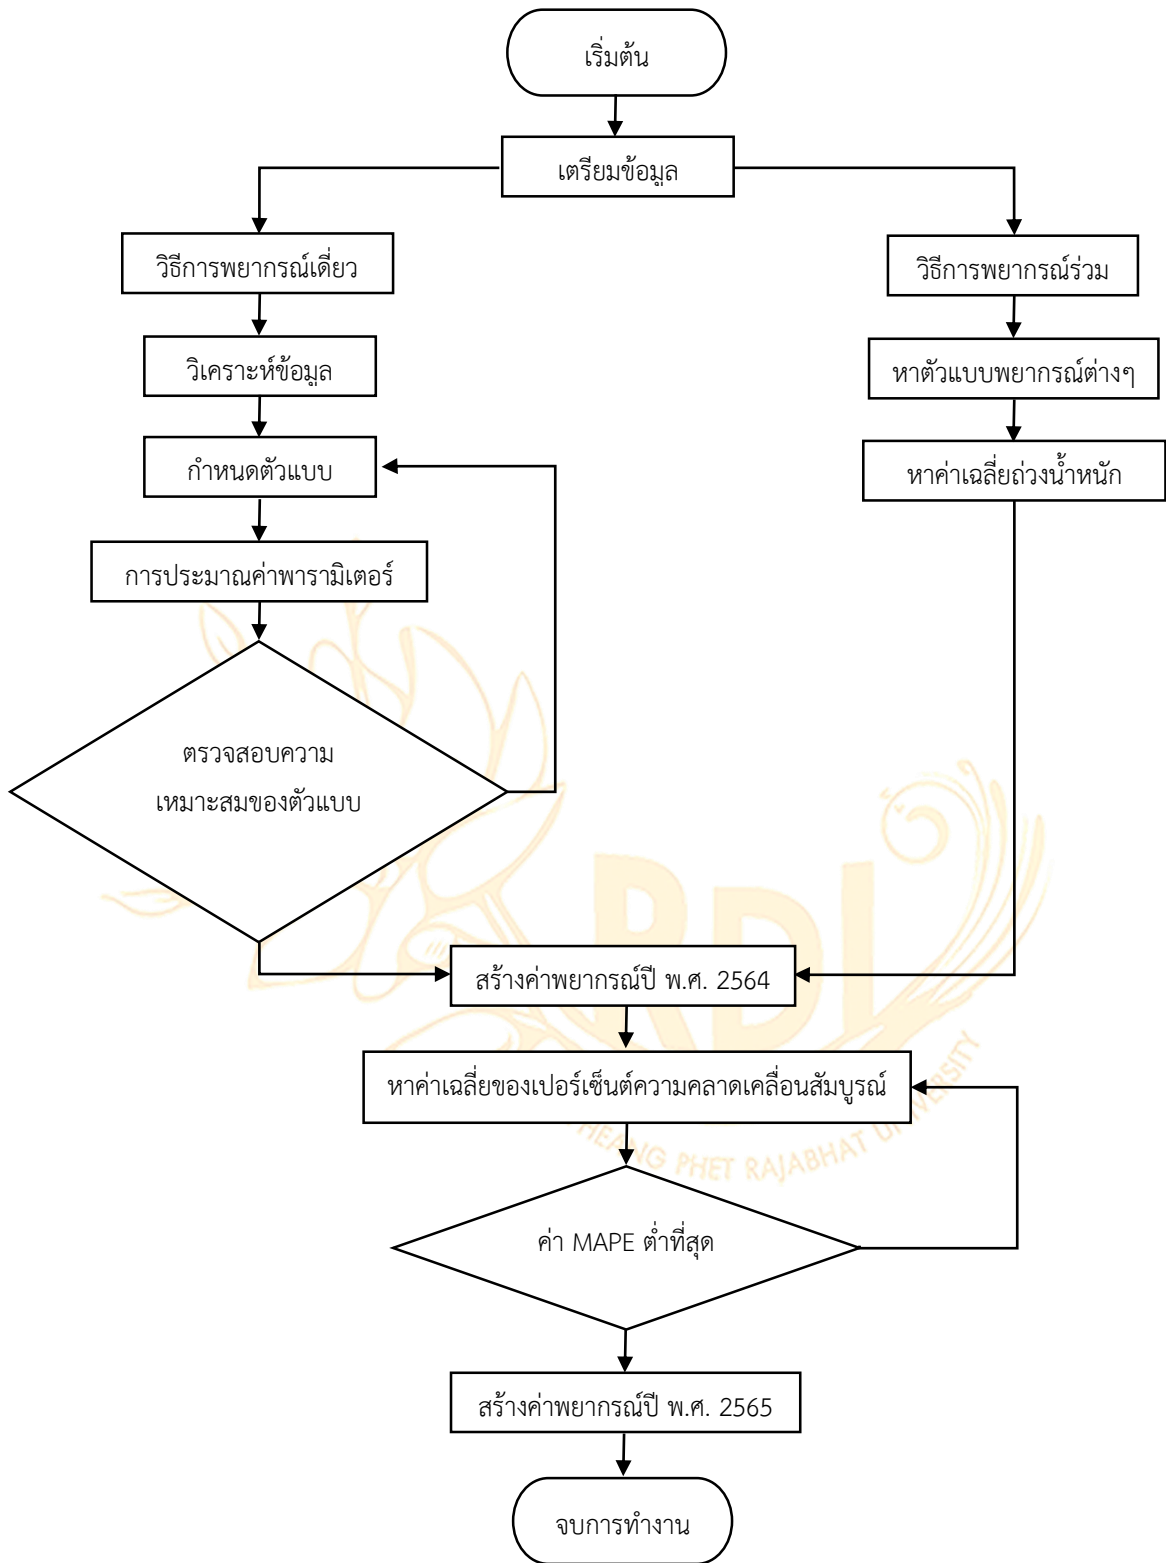 เริ่มต้น
เตรียมข้อมูล
วิธีการพยากรณ์เดี่ยว
วิธีการพยากรณ์ร่วม
วิเคราะห์ข้อมูล
หาตัวแบบพยากรณ์ต่างๆ
กำหนดตัวแบบ
หาค่าเฉลี่ยถ่วงน้ำหนัก
การประมาณค่าพารามิเตอร์
ตรวจสอบความ
เหมาะสมของตัวแบบ
RDI
สร้างค่าพยากรณ์ปี พ.ศ. 2564
หาค่าเฉลี่ยของเปอร์เซ็นต์ความคลาดเคลื่อนสัมบูรณ์
PHET RAJABHAT UNIVERSITY
ค่า MAPE ต่ำที่สุด
สร้างค่าพยากรณ์ปี พ.ศ. 2565
จบการทำงาน